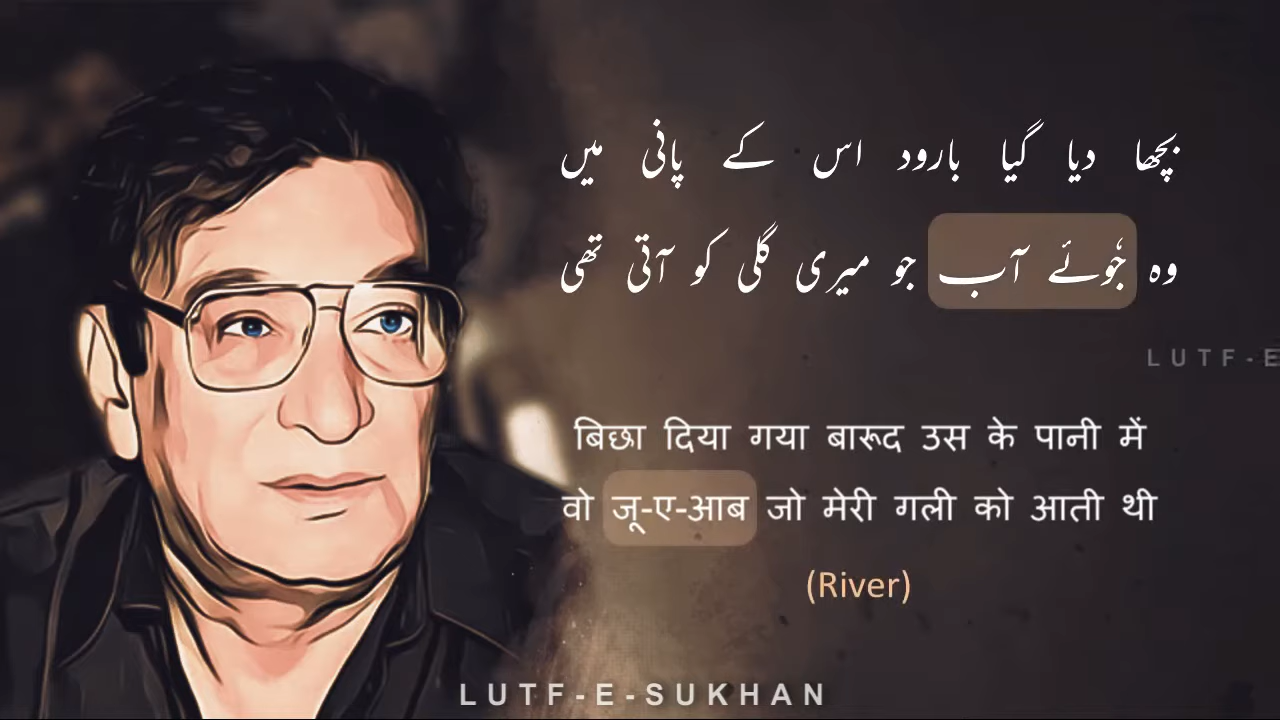 بچھا دیا گیا بارود اس کے پانی میں
وہ جُوئے آب جو میری گلی کو آتی تھی
LUTF-E
बिछा दिया गया बारूद उस के पानी में
वो जू-ए-आब जो मेरी गली को आती थी
(River)
LUTF-E-SUKHAN